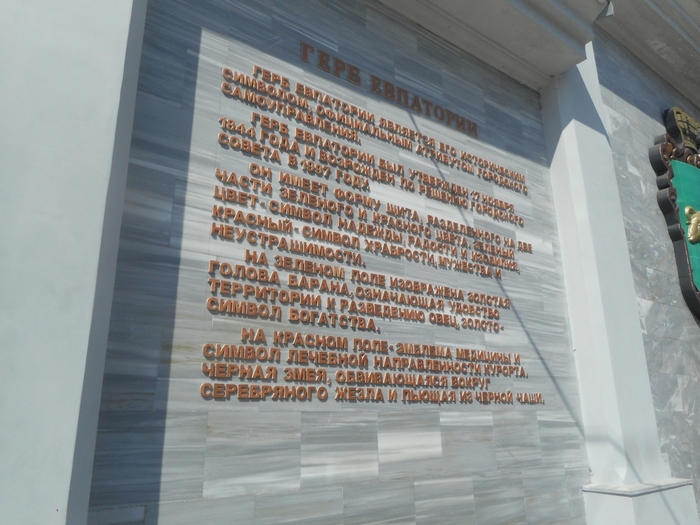 ГЕРБ ЕВПАТОРИИ
ГЕРБ ЕВПАТОРИИ ЯВЛЯЕТСЯ ЕГО ИСТОРИЧЕСКИМ
СИМВОЛОМ, ОФИЦИАЛЬНЫМ АТРИБУТОМ ГОРОДСКОГО
САМОУПРАВЛЕНИЯ.
ГЕРБ ЕВПАТОРИИ БЫЛ УТВЕРЖДЕН 17 НОЯБРЯ
1844 ГОДА И ВОЗРОЖДЕН ПО РЕШЕНИЮ ГОРОДСКОГО
СОВЕТА В 1997 ГОДУ.
ОН ИМЕЕТ ФОРМУ ЩИТА, РАЗДЕЛЕННОГО НА ДВЕ
ЧАСТИ ЗЕЛЕНОГО И КРАСНОГО ЦВЕТА. ЗЕЛЕНЫЙ
ЦВЕТ-СИМВОЛ НАДЕЖДЫ, РАДОСТИ И ИЗОБИЛИЯ,
КРАСНЫЙ-СИМВОЛ ХРАБРОСТИ, МУЖЕСТВА И
НЕУСТРАШИМОСТИ.
НА ЗЕЛЕНОМ ПОЛЕ ИЗОБРАЖЕНА ЗОЛОТАЯ
ГОЛОВА БАРАНА, ОЗНАЧАЮЩАЯ УДОБСТВО
ТЕРРИТОРИИ К РАЗВЕДЕНИЮ ОВЕЦ, ЗОЛОТО-
СИМВОЛ БОГАТСТВА.
НА КРАСНОМ ПОЛЕ-ЭМБЛЕМА МЕДИЦИНЫ И
СИМВОЛ ЛЕЧЕБНОЙ НАПРАВЛЕННОСТИ КУРОРТА.
ЧЕРНАЯ ЗМЕЯ, ОБВИВАЮЩАЯСЯ ВОКРУГ
СЕРЕБРЯНОГО ЖЕЗЛА И ПЬЮЩАЯ ИЗ ЧЕРНОЙ ЧАШИ.